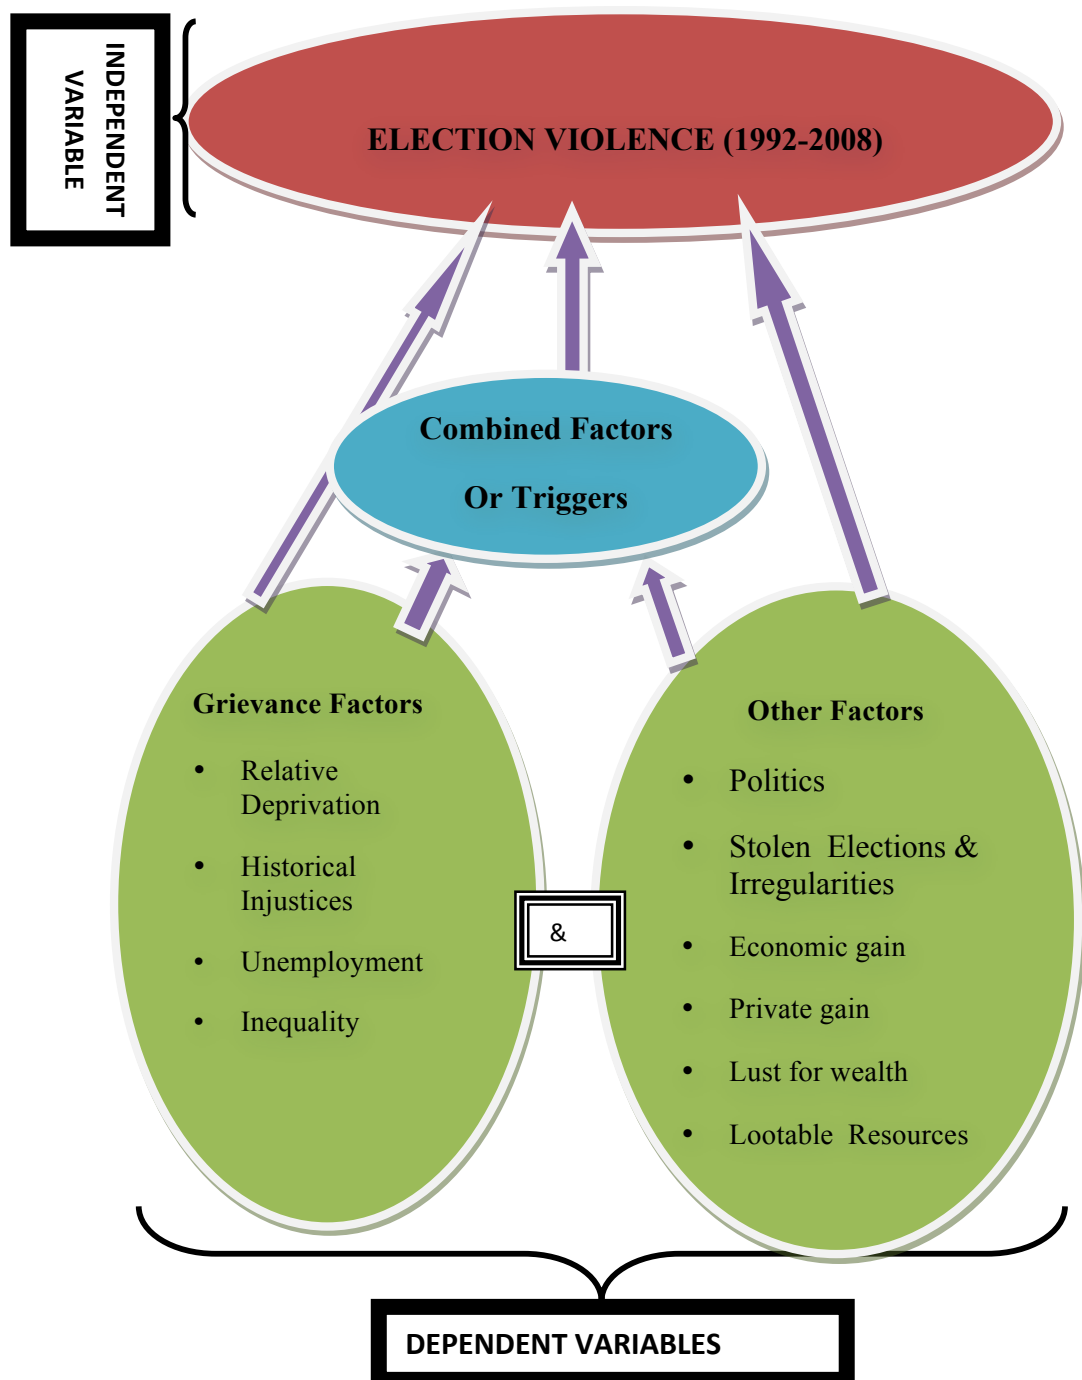 INDEPENDENT
VARIABLE
ELECTION VIOLENCE (1992-2008)
Combined Factors
Or Triggers
Grievance Factors
• Relative
Deprivation
• Historical
Injustices
• Unemployment
• Inequality
&
Other Factors
• Politics
• Stolen Elections &
Irregularities
• Economic gain
• Private gain
• Lust for wealth
• Lootable Resources
DEPENDENT VARIABLES